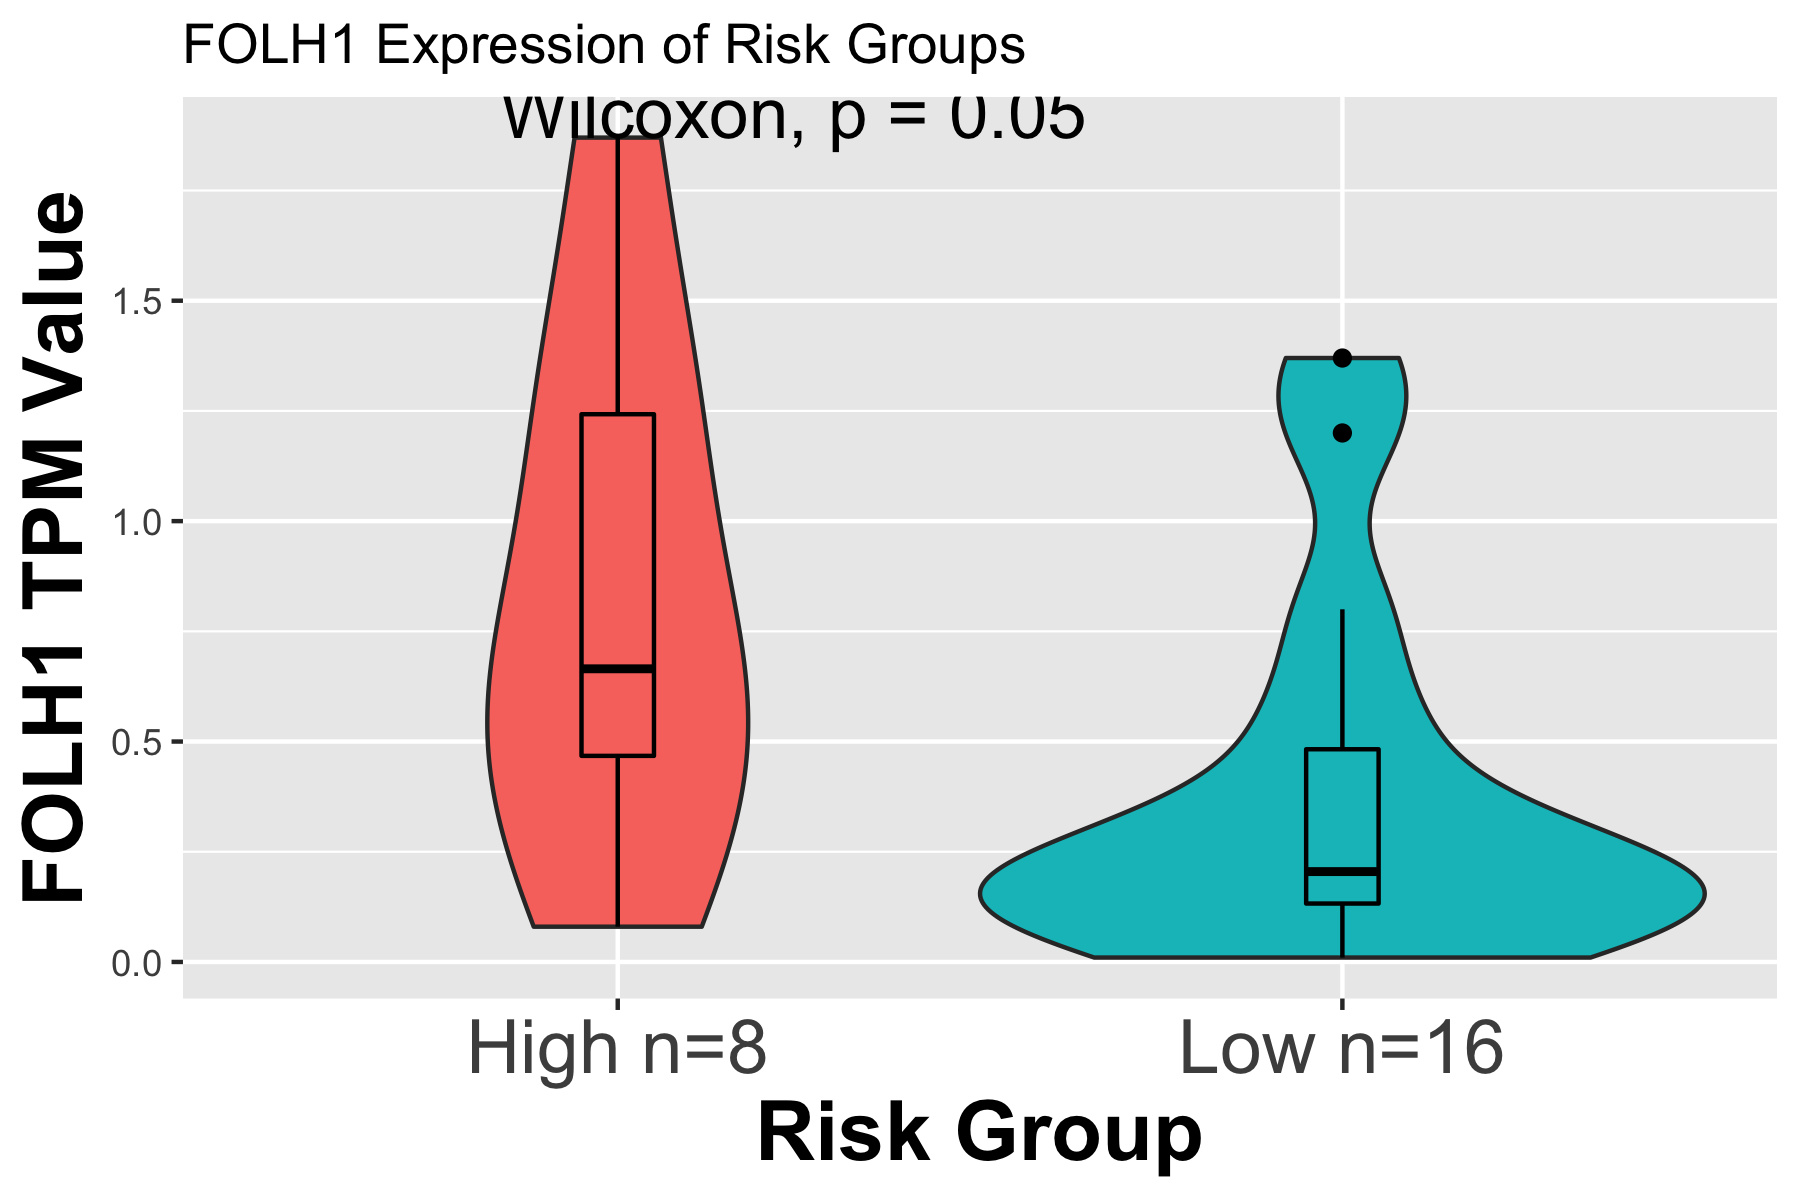 FOLH1 Expression of Risk Groups
Wilcoxon, p = 0.05
FOLH1 TPM Value
1.5
1.0
0.5
0.0
High n=8
Low n=16
Risk Group